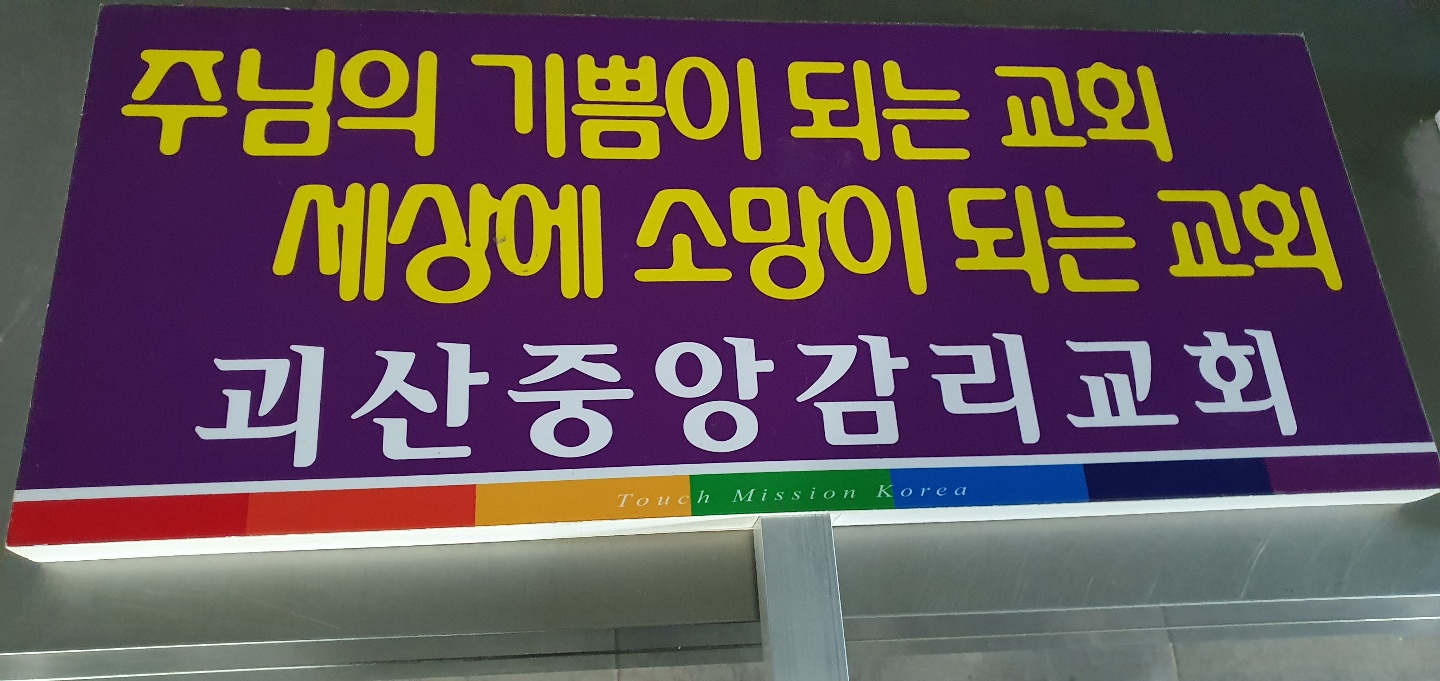 주님의 기쁨이 되는 교회
세상에 소망이 되는 교회
괴산중앙감리교회
Touch Mission Korea